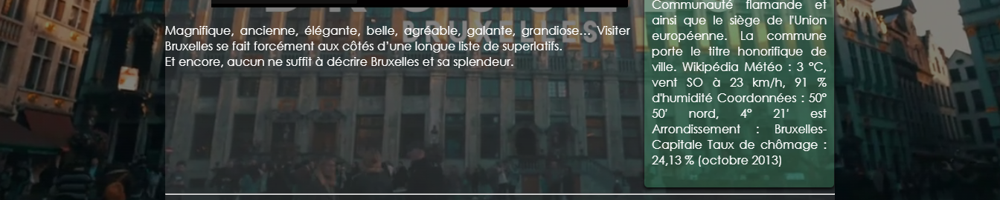 BRUXELLES
Magnifique, ancienne, élégante, belle, agréable, galante, grandiose... Visiter
Bruxelles se fait forcément aux côtés d'une longue liste de superlatifs.
Et encore, aucun ne suffit à décrire Bruxelles et sa splendeur.
Communauté flamande et
ainsi que le siège de l'Union
européenne. La commune
porte le titre honorifique de
ville. Wikipédia Météo : 3 °C,
vent SO à 23 km/h, 91 %
d'humidité Coordonnées : 50°
50′ nord, 4° 21′ est
Arrondissement : Bruxelles-
Capitale Taux de chômage :
24,13 % (octobre 2013)